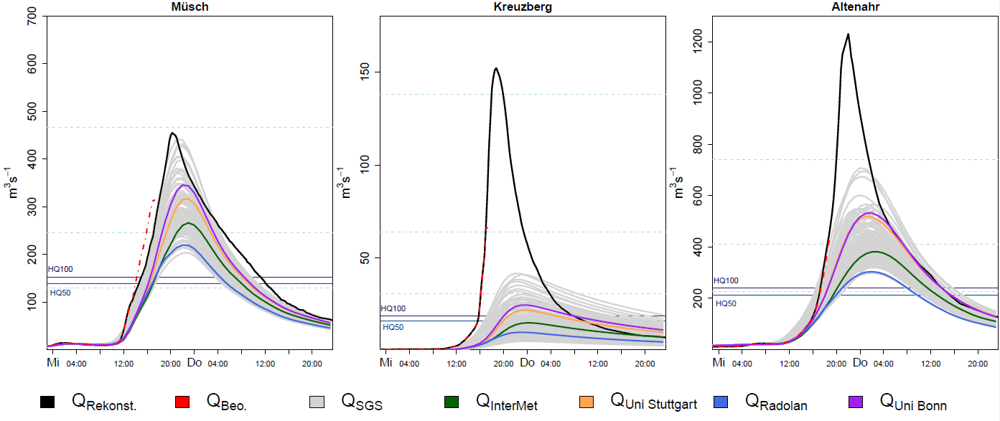 Müsch
Kreuzberg
Altenahr
m³s⁻¹
700
600
500
400
300
200
100
HQ100
HQ50
Mi 04:00 12:00 20:00 Do 04:00 12:00 20:00
m³s⁻¹
150
100
50
HQ100
HQ50
Mi 04:00 12:00 20:00 Do 04:00 12:00 20:00
m³s⁻¹
1200
1000
800
600
400
200
HQ100
HQ50
Mi 04:00 12:00 20:00 Do 04:00 12:00 20:00
QRekonst. QBeo. QSGS QInterMet QUni Stuttgart QRadolan QUni Bonn